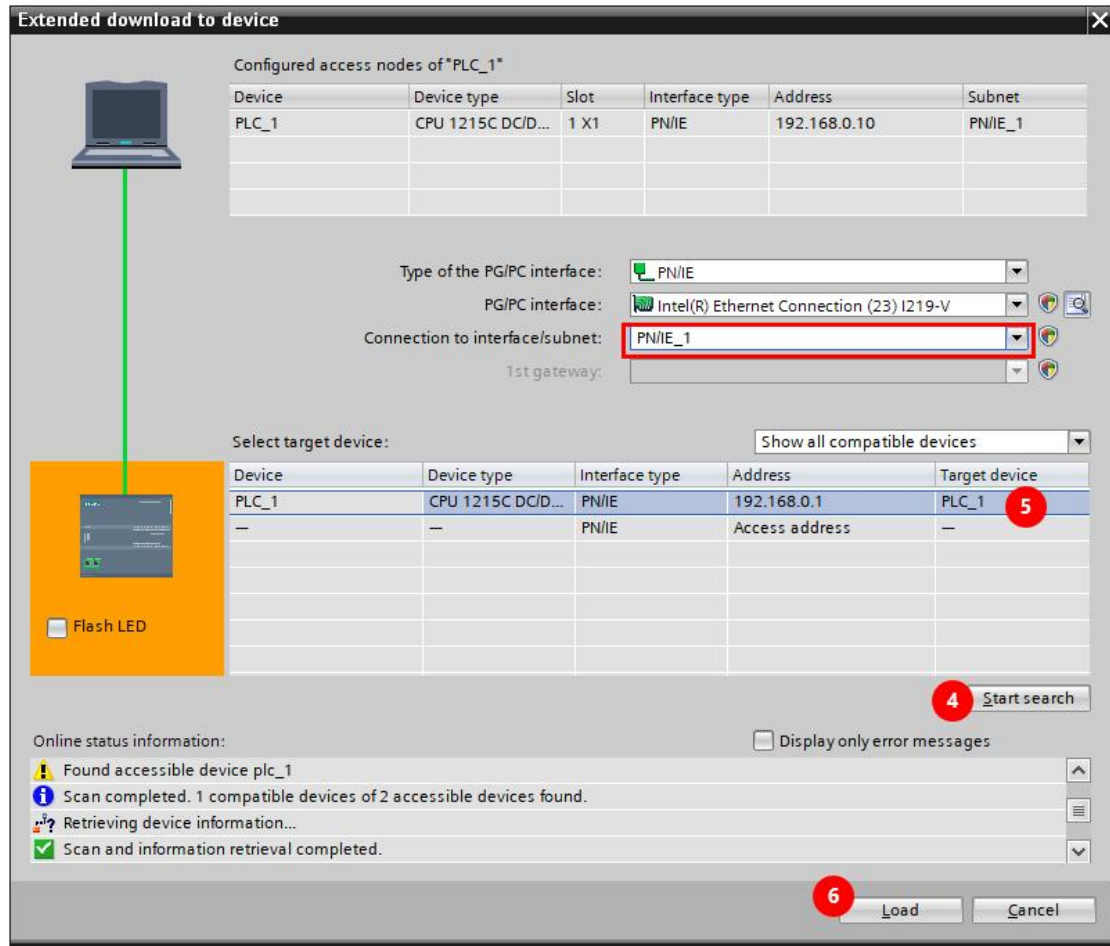 Extended download to device
Configured access nodes of "PLC_1"
Device Device type Slot Interface type Address Subnet
PLC_1 CPU 1215C DC/D... 1 X1 PN/IE 192.168.0.10 PN/IE_1
Type of the PG/PC interface: PN/IE
PG/PC interface: Intel(R) Ethernet Connection (23) I219-V
Connection to interface/subnet: PN/IE_1
1st gateway:
Select target device: Show all compatible devices
Device Device type Interface type Address Target device
PLC_1 CPU 1215C DC/D... PN/IE 192.168.0.1 PLC_1 5
— — PN/IE Access address —
Flash LED
4 Start search
Online status information: Display only error messages
Found accessible device plc_1
Scan completed. 1 compatible devices of 2 accessible devices found.
Retrieving device information...
Scan and information retrieval completed.
6 Load Cancel